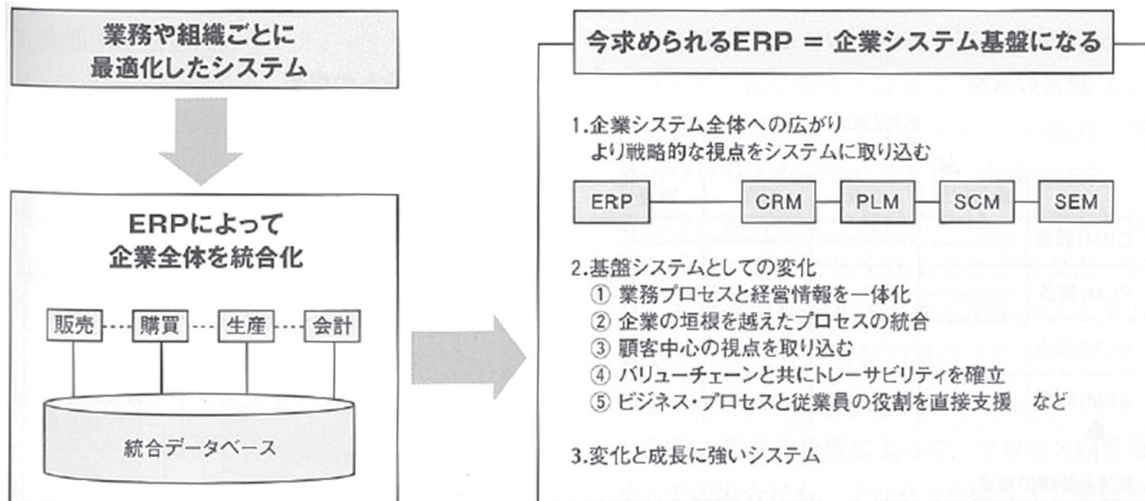 業務や組織ごとに
最適化したシステム
ERPによって
企業全体を統合化
販売
購買
生産
会計
統合データベース
今求められるERP = 企業システム基盤になる
1.企業システム全体への広がり
より戦略的な視点をシステムに取り込む
ERP
CRM
PLM
SCM
SEM
2.基盤システムとしての変化
① 業務プロセスと経営情報を一体化
② 企業の垣根を越えたプロセスの統合
③ 顧客中心の視点を取り込む
④ バリューチェーンと共にトレーサビリティを確立
⑤ ビジネス・プロセスと従業員の役割を直接支援 など
3.変化と成長に強いシステム